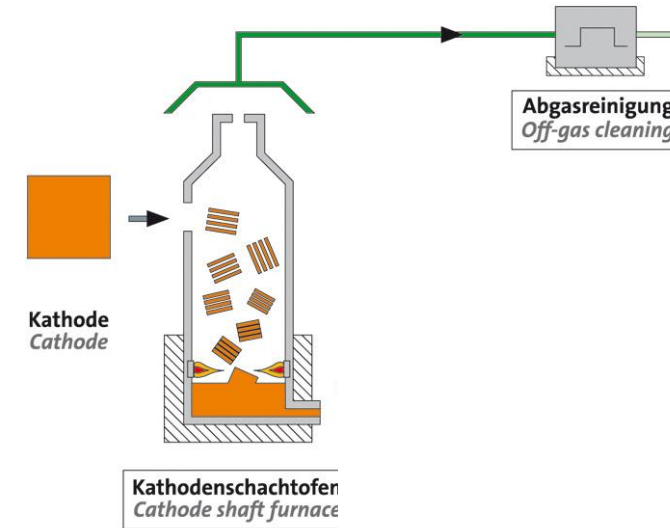 Abgasreinigung
Off-gas cleaning
Kathode
Cathode
Kathodenschachtofen
Cathode shaft furnace